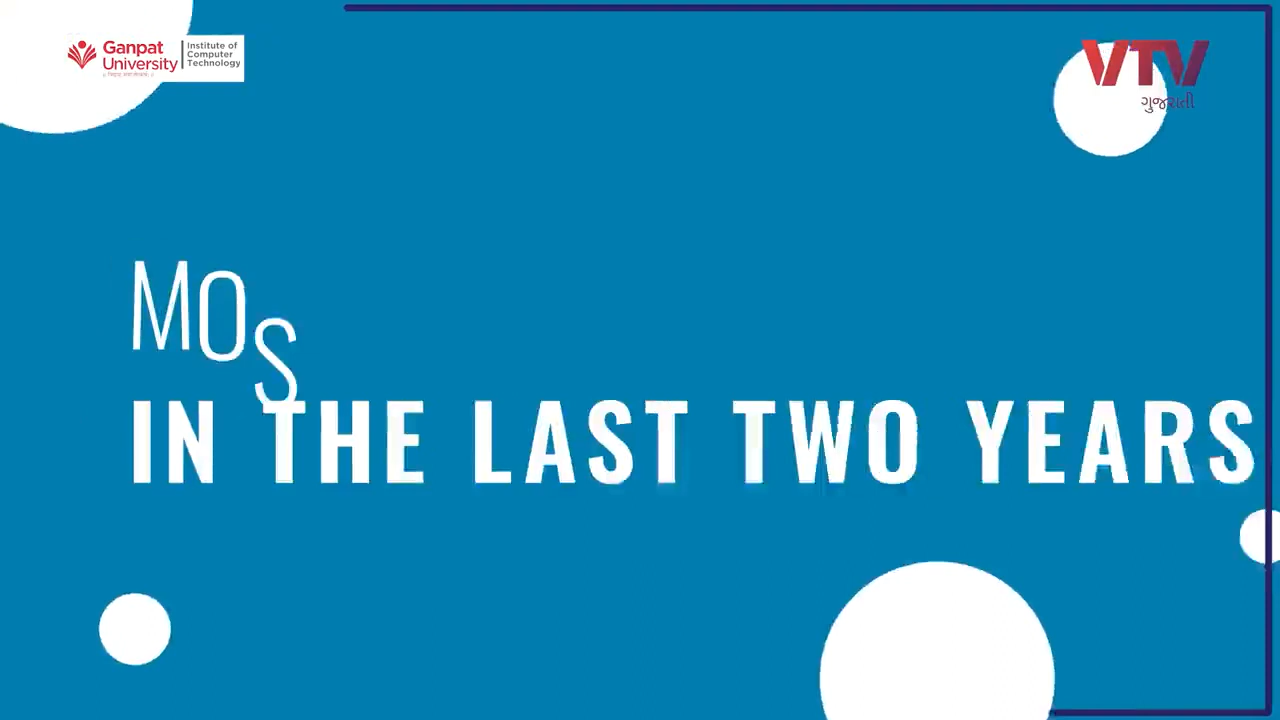 Ganpat
University
Institute of
Computer
Technology
VTV
ગુજરાતી
MOS
IN THE LAST TWO YEARS